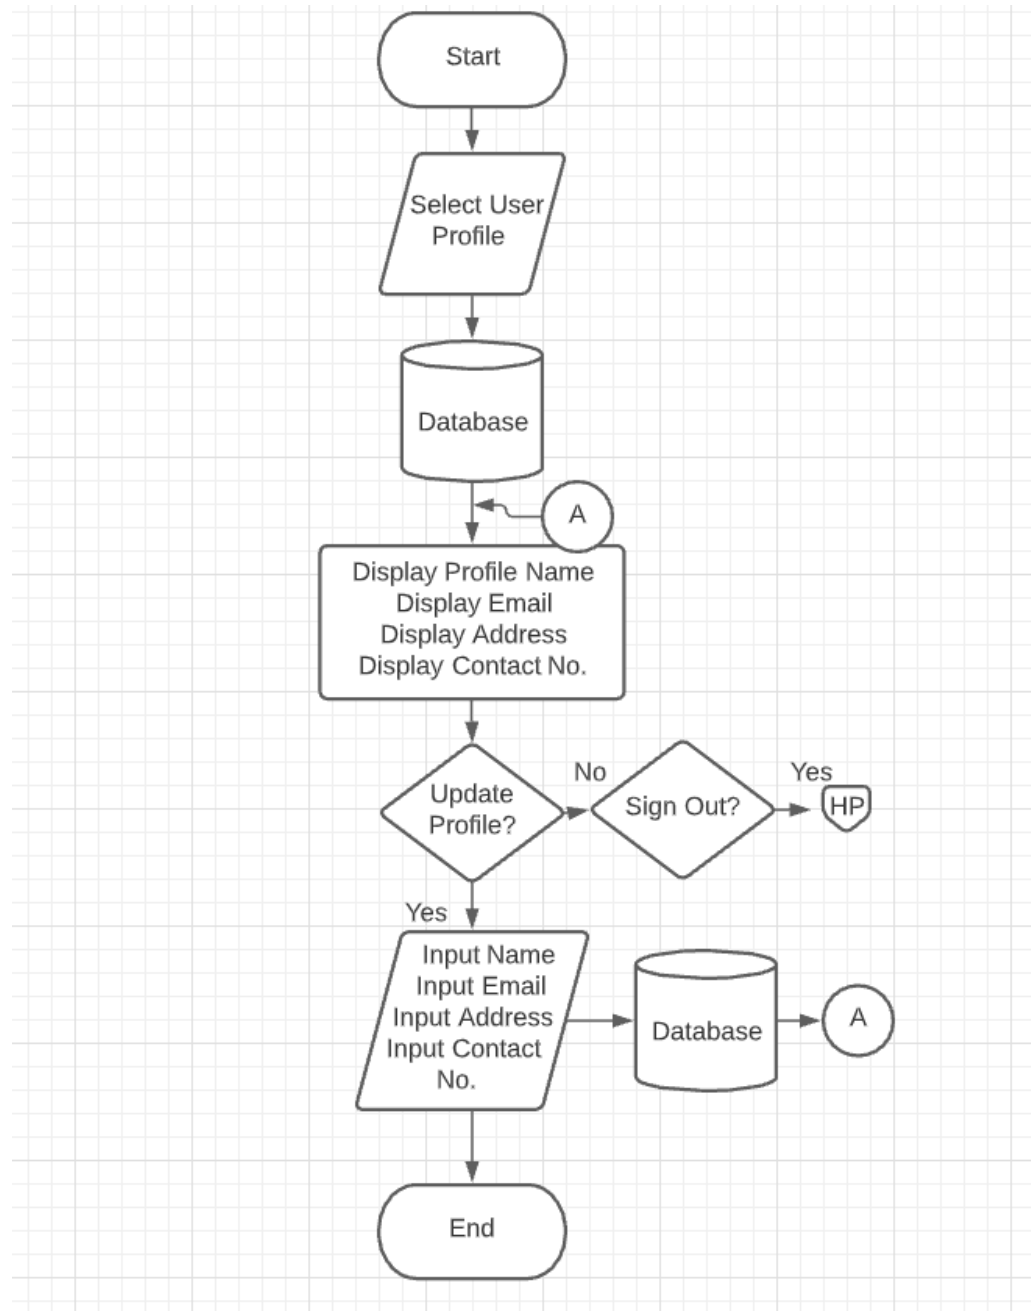 Start
Select User
Profile
Database
A
Display Profile Name
Display Email
Display Address
Display Contact No.
Update
Profile?
No
Sign Out?
Yes
HP
Yes
Input Name
Input Email
Input Address
Input Contact
No.
Database
A
End